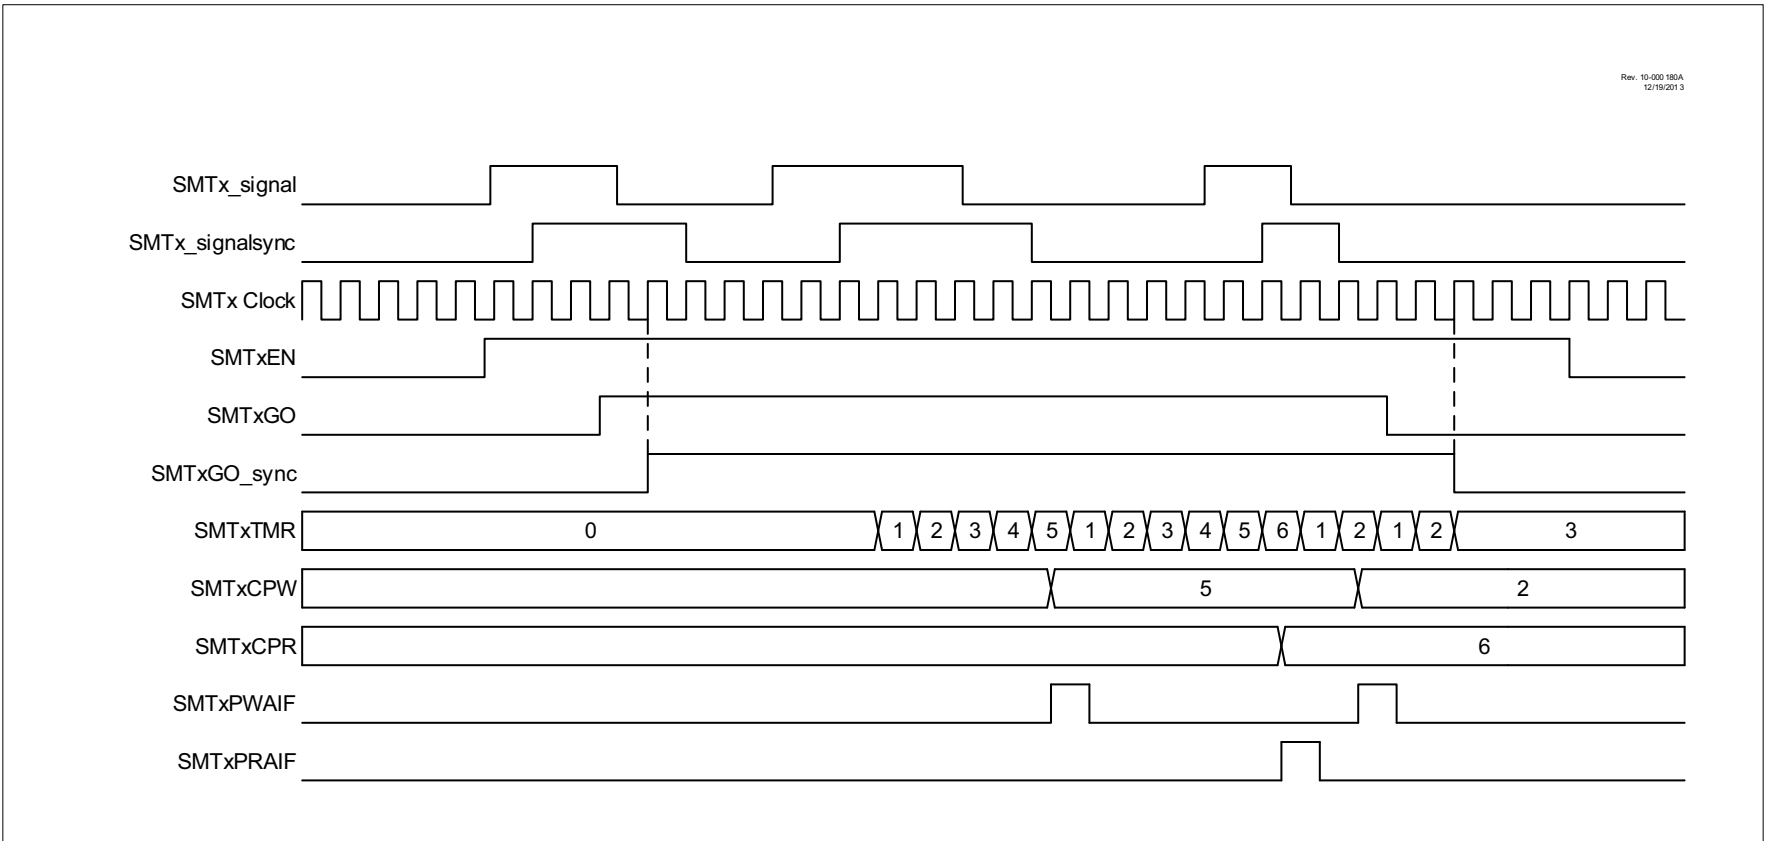 Rev. 10-000 180A
12/19/201 3
SMTx_signal
SMTx_signalsync
SMTx Clock
SMTxEN
SMTxGO
SMTxGO_sync
SMTxTMR 0 1 2 3 4 5 1 2 3 4 5 6 1 2 1 2 3
SMTxCPW 5 2
SMTxCPR 6
SMTxPWAIF
SMTxPRAIF